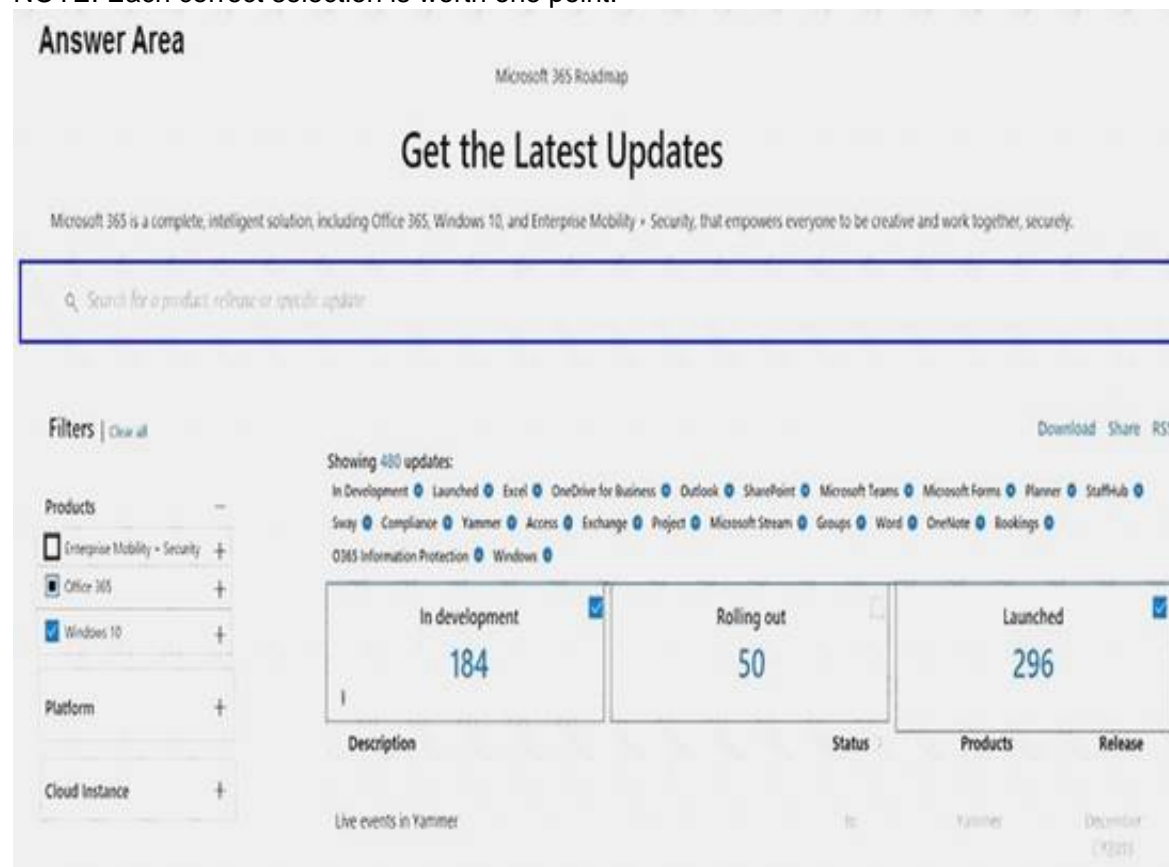 NOTE: Each correct selection is worth one point.
Answer Area
Microsoft 365 Roadmap
Get the Latest Updates
Microsoft 365 is a complete, intelligent solution, including Office 365, Windows 10, and Enterprise Mobility + Security, that empowers everyone to be creative and work together, securely.
Search for a product release or specific update
Filters | Clear all
Download Share RSS
Showing 480 updates:
In Development Launched Excel OneDrive for Business Outlook SharePoint Microsoft Teams Microsoft Forms Planner StaffHub
Sway Compliance Yammer Access Exchange Project Microsoft Stream Groups Word OneNote Bookings
O365 Information Protection Windows
Products
Enterprise Mobility + Security
Office 365
Windows 10
Platform
Cloud Instance
In development
184
Rolling out
50
Launched
296
Description Status Products Release
Live events in Yammer Yammer December